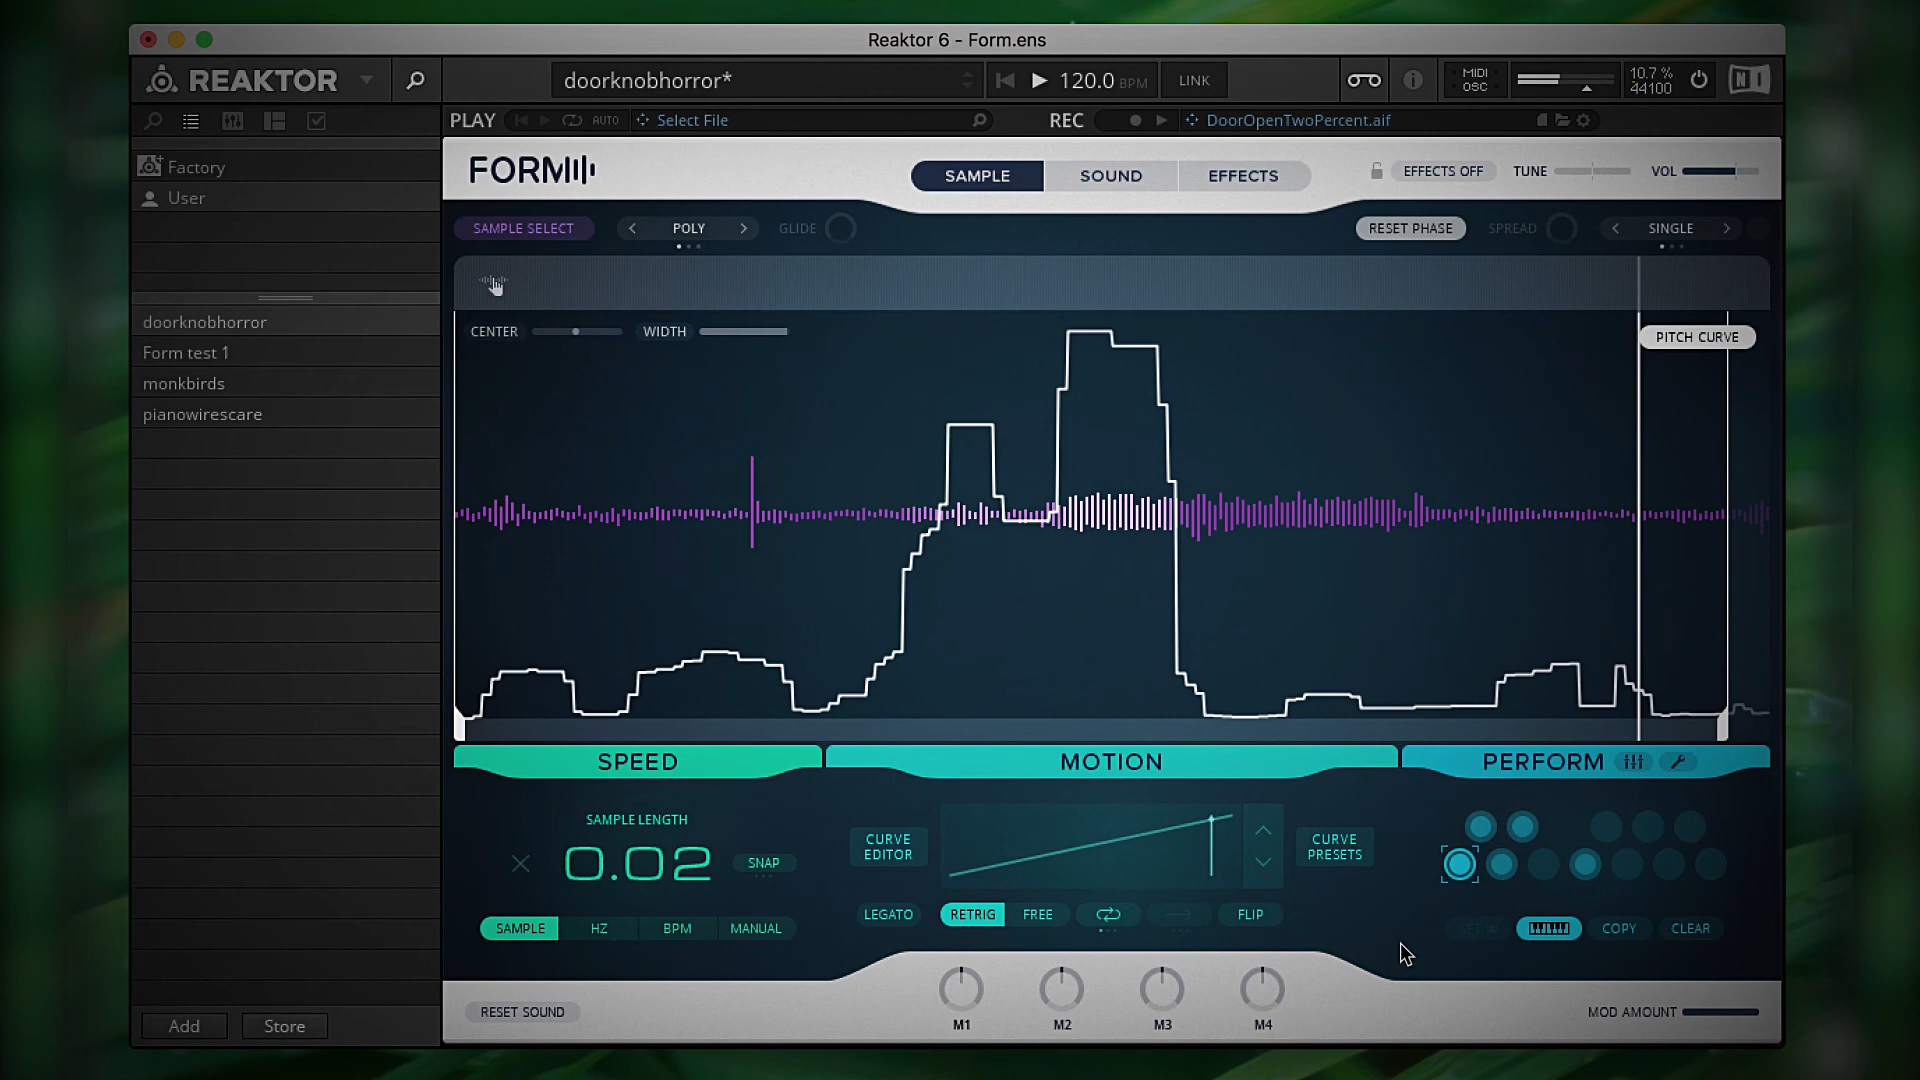 Reaktor 6 - Form.ens
REAKTOR
doorknobhorror*
120.0 BPM
LINK
MIDI
OSC
10.7 %
44100
NI
PLAY
AUTO
Select File
REC
DoorOpenTwoPercent.aif
Factory
User
doorknobhorror
Form test 1
monkbirds
pianowirescare
Add
Store
FORM
SAMPLE
SOUND
EFFECTS
EFFECTS OFF
TUNE
VOL
SAMPLE SELECT
POLY
GLIDE
RESET PHASE
SPREAD
SINGLE
CENTER
WIDTH
PITCH CURVE
SPEED
MOTION
PERFORM
SAMPLE LENGTH
0.02
SNAP
SAMPLE
HZ
BPM
MANUAL
CURVE
EDITOR
CURVE
PRESETS
LEGATO
RETRIG
FREE
FLIP
COPY
CLEAR
RESET SOUND
M1
M2
M3
M4
MOD AMOUNT